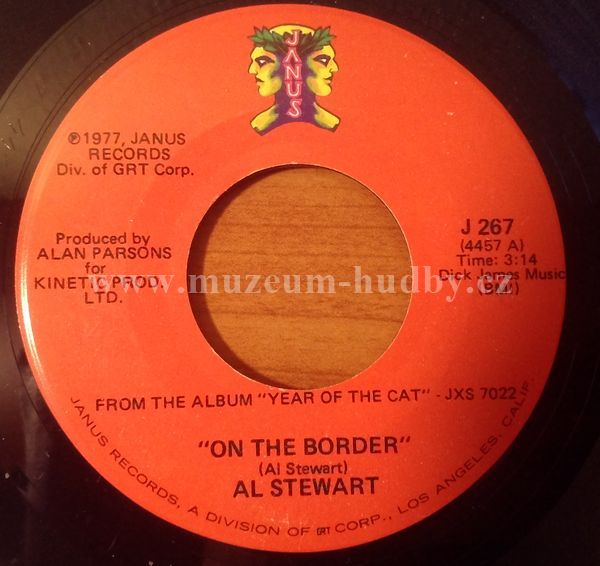 JANUS
℗1977, JANUS
RECORDS
Div. of GRT Corp.
Produced by
ALAN PARSONS
for
KINETIC PROD.
LTD.
J 267
(4457 A)
Time: 3:14
Dick James Music
(BMI)
www.muzeum-hudby.cz
FROM THE ALBUM "YEAR OF THE CAT" - JXS 7022
"ON THE BORDER"
(Al Stewart)
AL STEWART
JANUS RECORDS, A DIVISION OF GRT CORP., LOS ANGELES, CALIF.